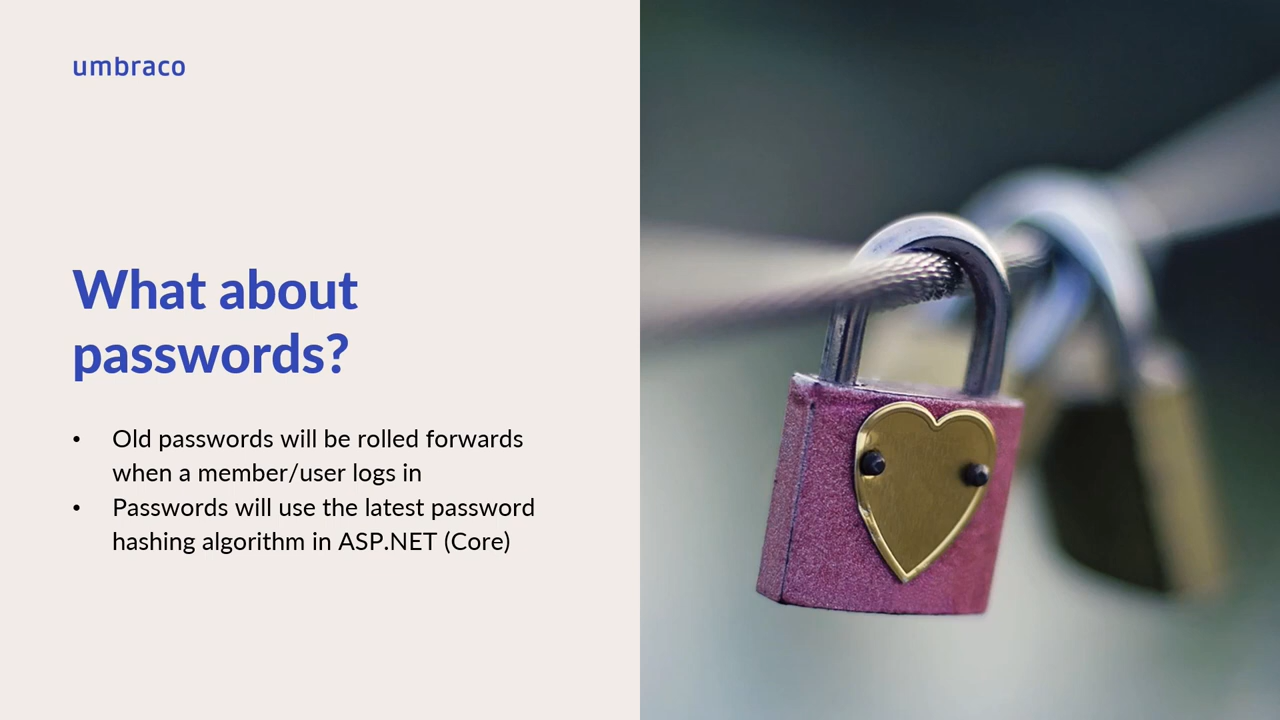 umbraco
What about
passwords?
• Old passwords will be rolled forwards
when a member/user logs in
• Passwords will use the latest password
hashing algorithm in ASP.NET (Core)